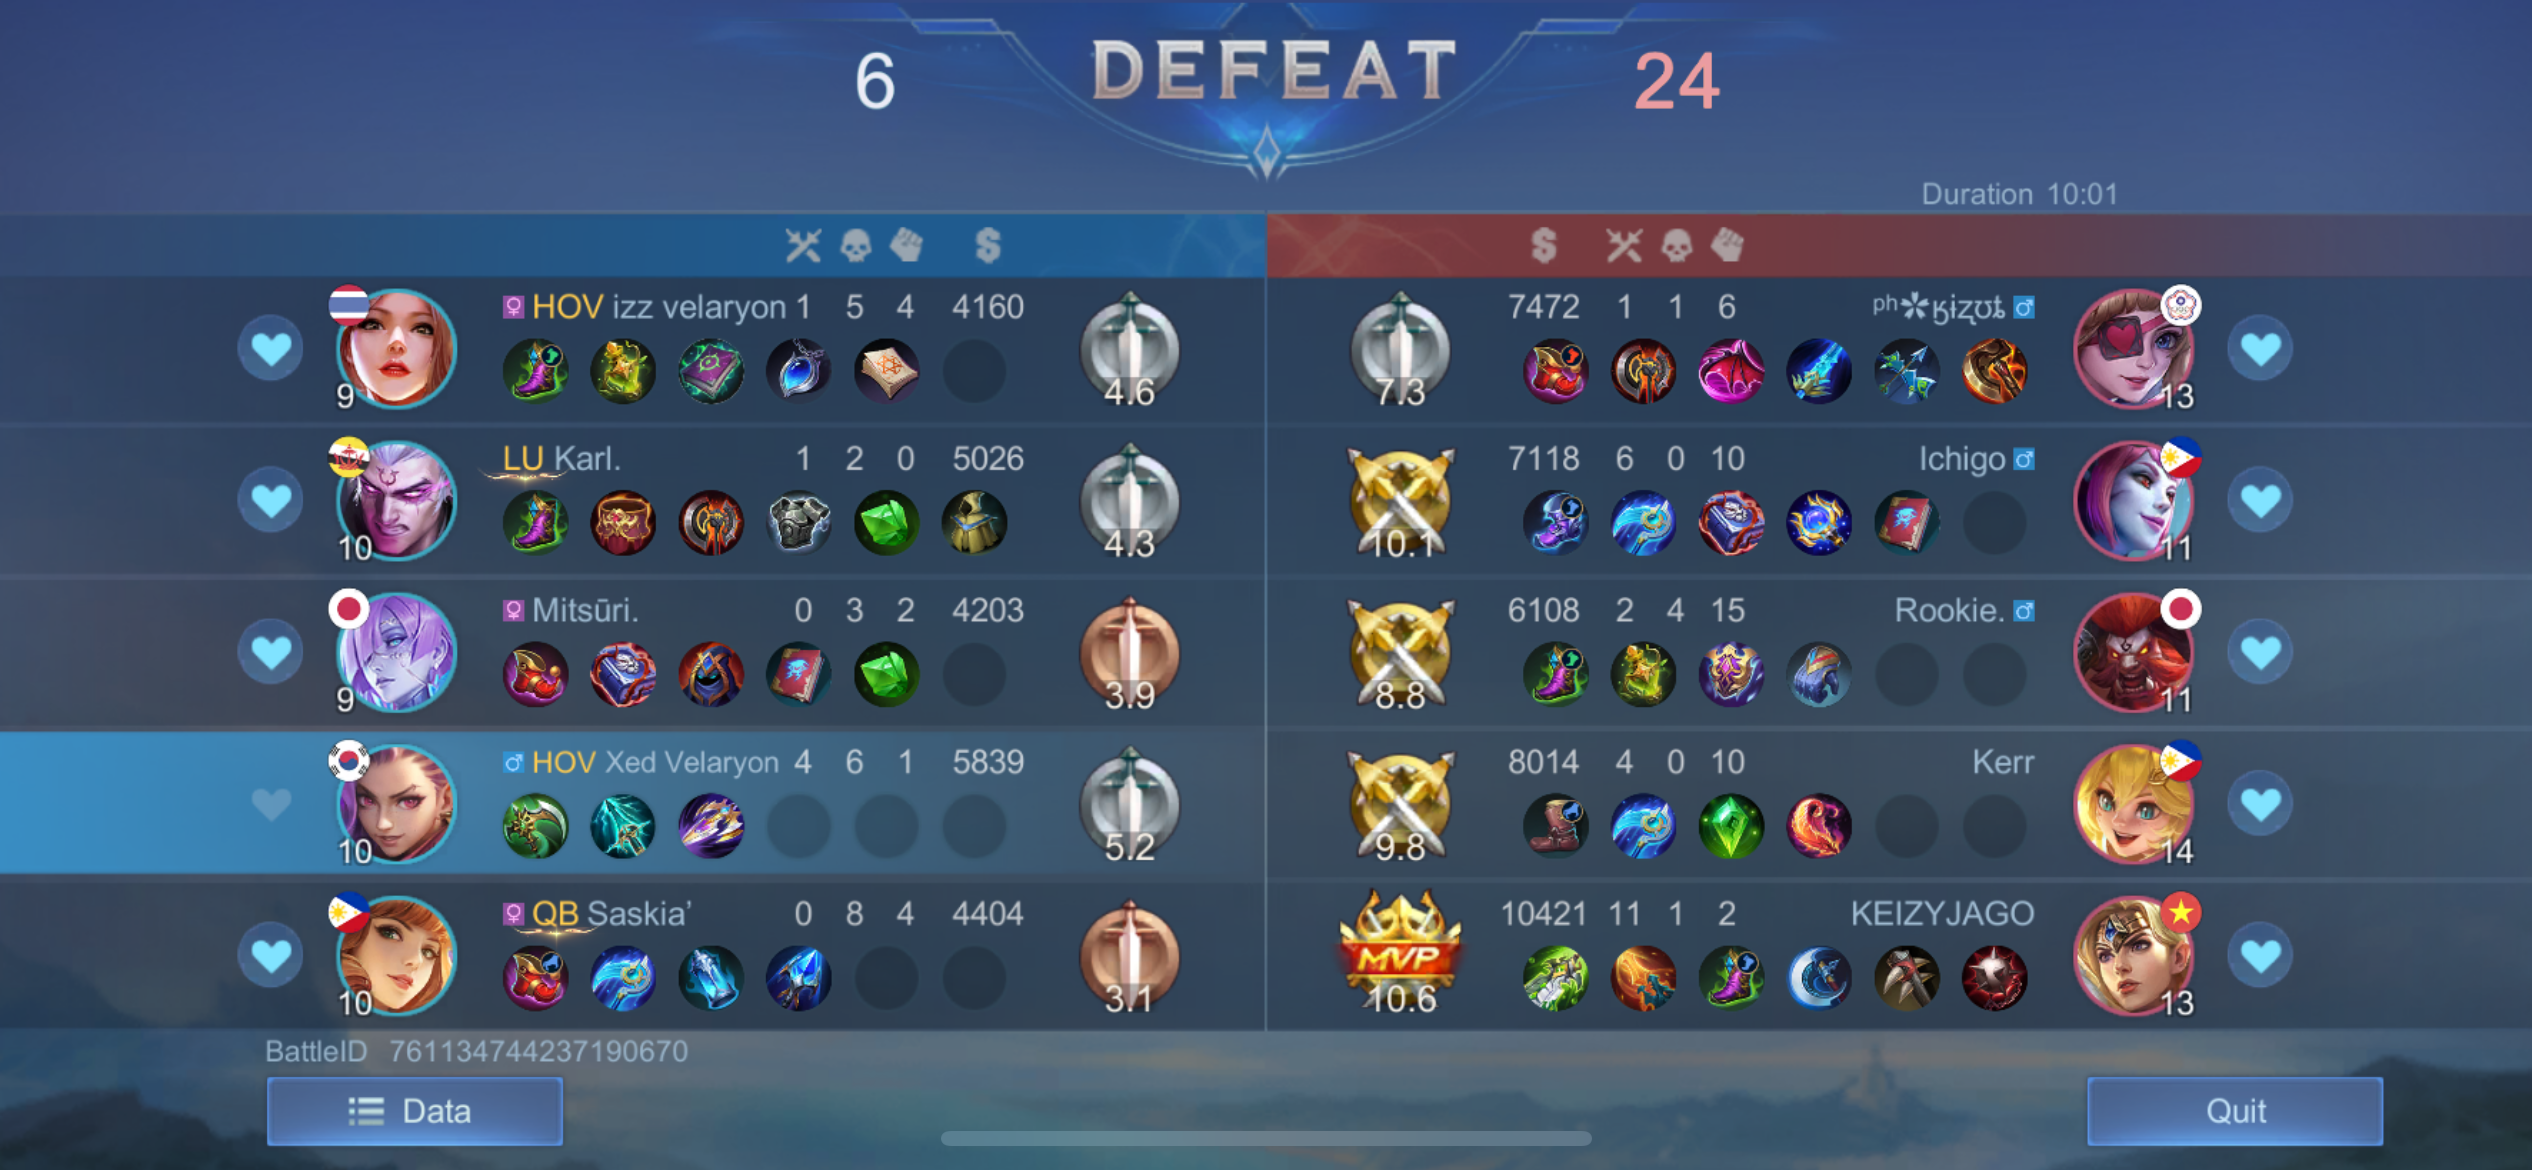 6 DEFEAT 24
Duration 10:01
HOV izz velaryon 1 5 4 4160
9 4.6
7.3 7472 1 1 6
13
LU Karl. 1 2 0 5026
10 4.3
10.1 7118 6 0 10 Ichigo
11
Mitsūri. 0 3 2 4203
9 3.9
8.8 6108 2 4 15 Rookie.
11
HOV Xed Velaryon 4 6 1 5839
10 5.2
9.8 8014 4 0 10 Kerr
14
QB Saskia’ 0 8 4 4404
10 3.1
MVP 10.6 10421 11 1 2 KEIZYJAGO
13
BattleID 761134744237190670
Data
Quit